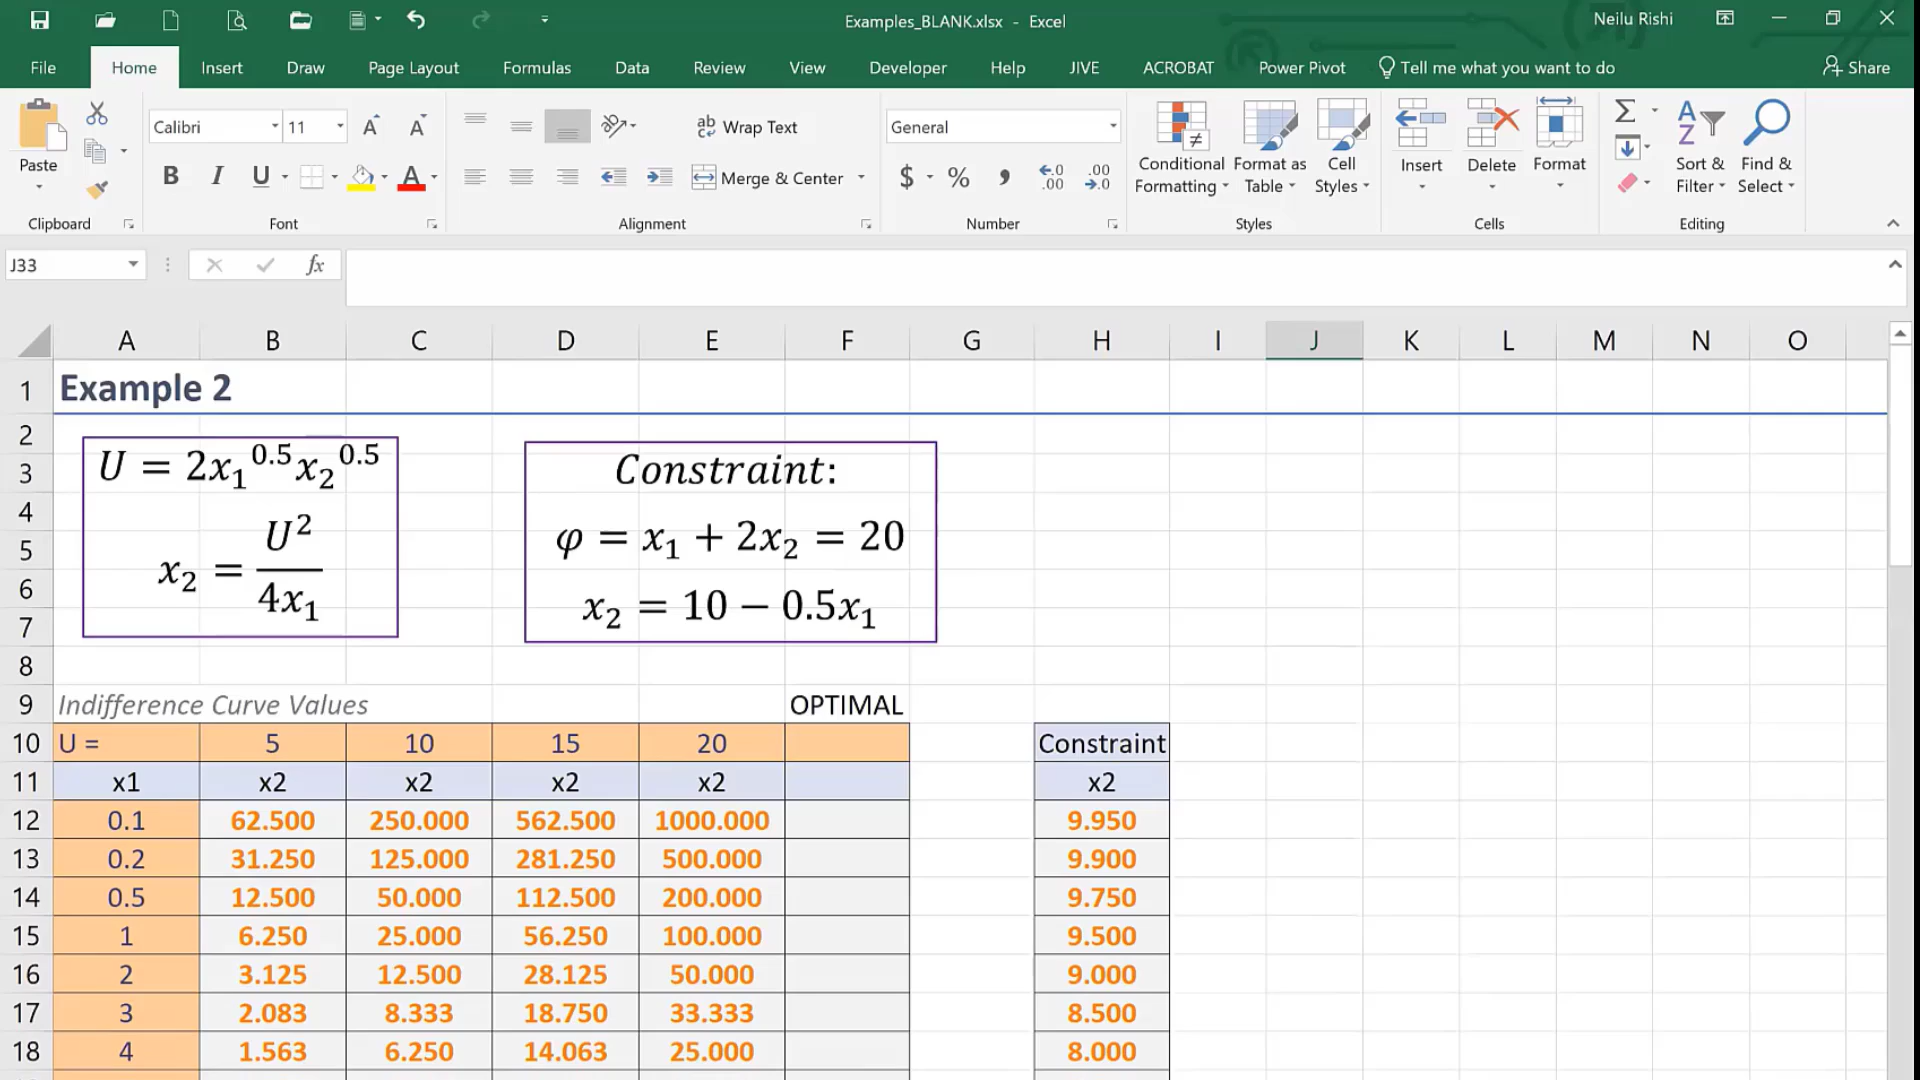 Examples_BLANK.xlsx - Excel
Neilu Rishi
File Home Insert Draw Page Layout Formulas Data Review View Developer Help JIVE ACROBAT Power Pivot Tell me what you want to do Share
Paste
Calibri 11
B I U A
ab Wrap Text
Merge & Center
General
$ % ,
Conditional Formatting
Format as Table
Cell Styles
Insert
Delete
Format
Sort & Filter
Find & Select
Clipboard Font Alignment Number Styles Cells Editing
J33 fx
A B C D E F G H I J K L M N O
1 Example 2
2
3
4
5
6
7
8
U = 2x₁^0.5x₂^0.5
x₂ = U²/4x₁
Constraint:
φ = x₁ + 2x₂ = 20
x₂ = 10 − 0.5x₁
9 Indifference Curve Values OPTIMAL
10 U = 5 10 15 20 Constraint
11 x1 x2 x2 x2 x2 x2
12 0.1 62.500 250.000 562.500 1000.000 9.950
13 0.2 31.250 125.000 281.250 500.000 9.900
14 0.5 12.500 50.000 112.500 200.000 9.750
15 1 6.250 25.000 56.250 100.000 9.500
16 2 3.125 12.500 28.125 50.000 9.000
17 3 2.083 8.333 18.750 33.333 8.500
18 4 1.563 6.250 14.063 25.000 8.000